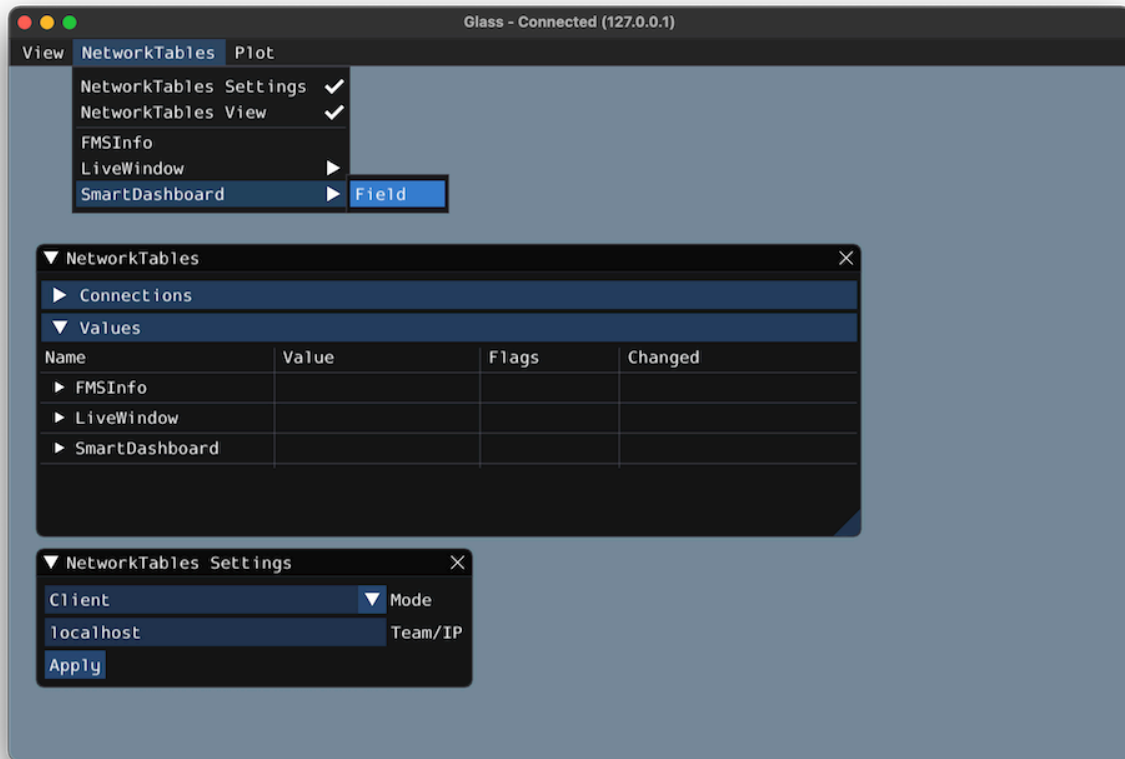 Glass - Connected (127.0.0.1)
View NetworkTables Plot
NetworkTables Settings
NetworkTables View
FMSInfo
LiveWindow
SmartDashboard Field
NetworkTables
Connections
Values
Name Value Flags Changed
FMSInfo
LiveWindow
SmartDashboard
NetworkTables Settings
Client Mode
localhost Team/IP
Apply